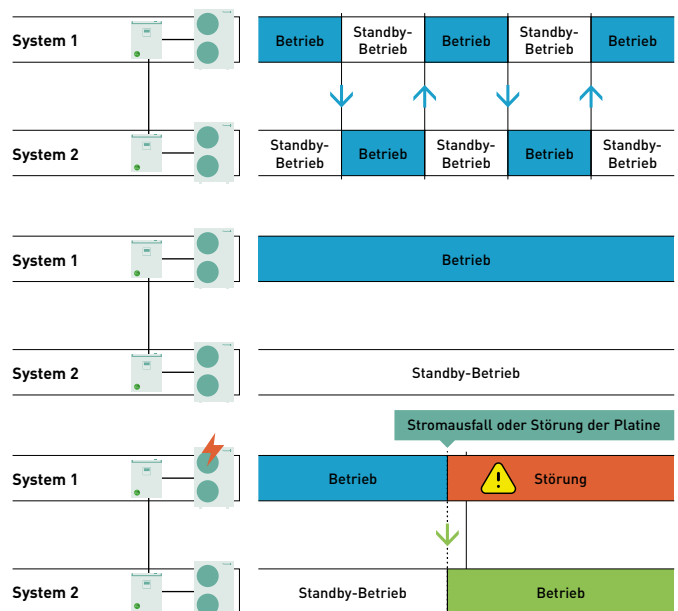 System 1
Betrieb
Standby-
Betrieb
Betrieb
Standby-
Betrieb
Betrieb
System 2
Standby-
Betrieb
Betrieb
Standby-
Betrieb
Betrieb
Standby-
Betrieb
System 1
Betrieb
System 2
Standby-Betrieb
Stromausfall oder Störung der Platine
System 1
Betrieb
Störung
System 2
Standby-Betrieb
Betrieb